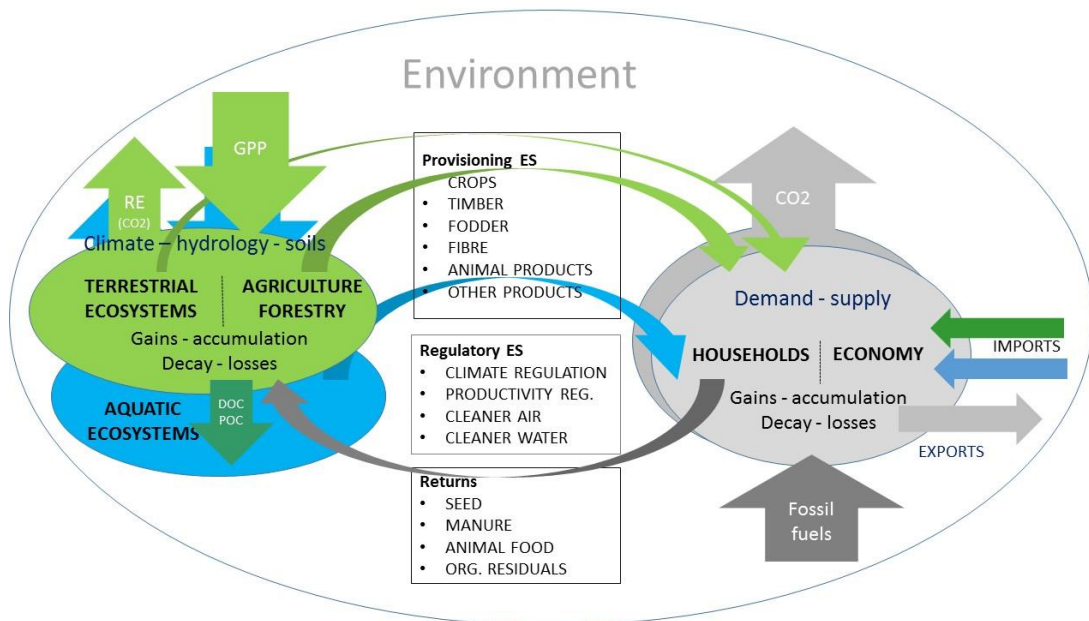 Environment
GPP
RE
(CO2)
Climate – hydrology - soils
TERRESTRIAL
ECOSYSTEMS
AGRICULTURE
FORESTRY
Gains - accumulation
Decay - losses
AQUATIC
ECOSYSTEMS
DOC
POC
Provisioning ES
CROPS
• TIMBER
• FODDER
• FIBRE
• ANIMAL PRODUCTS
• OTHER PRODUCTS
Regulatory ES
• CLIMATE REGULATION
• PRODUCTIVITY REG.
• CLEANER AIR
• CLEANER WATER
Returns
• SEED
• MANURE
• ANIMAL FOOD
• ORG. RESIDUALS
CO2
Demand - supply
HOUSEHOLDS
ECONOMY
Gains - accumulation
Decay - losses
IMPORTS
EXPORTS
Fossil
fuels